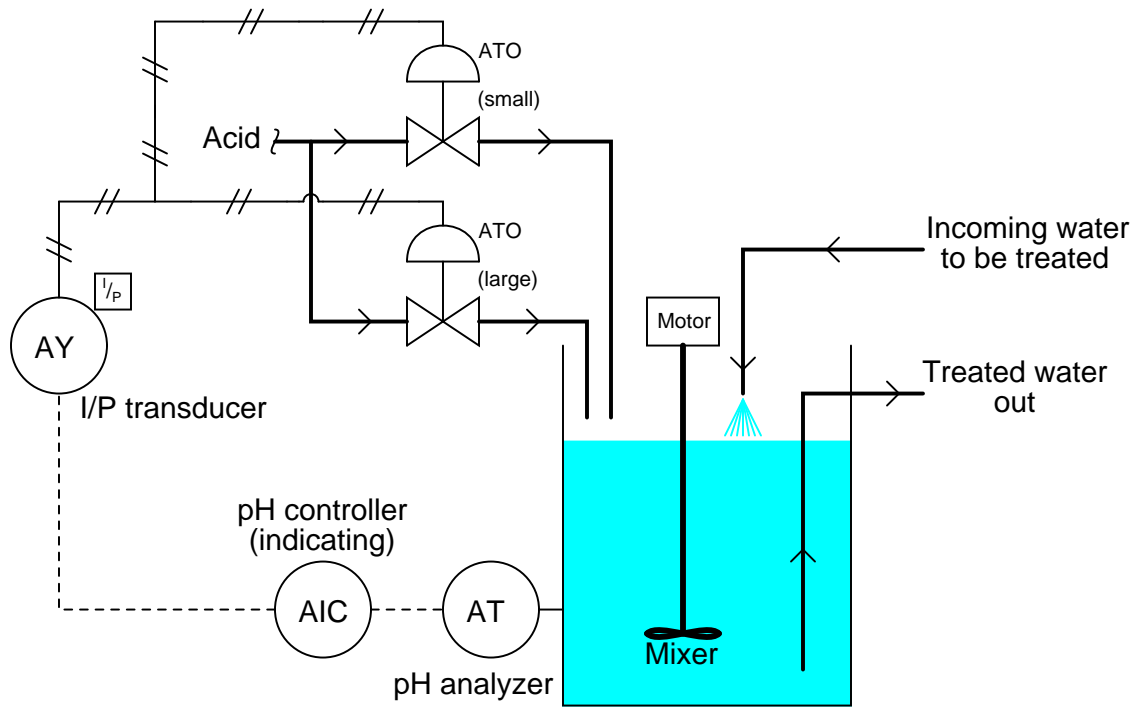 ATO
(small)
Acid
ATO
(large)
Incoming water
to be treated
I/P
Motor
AY
I/P transducer
Treated water
out
pH controller
(indicating)
AIC
AT
Mixer
pH analyzer